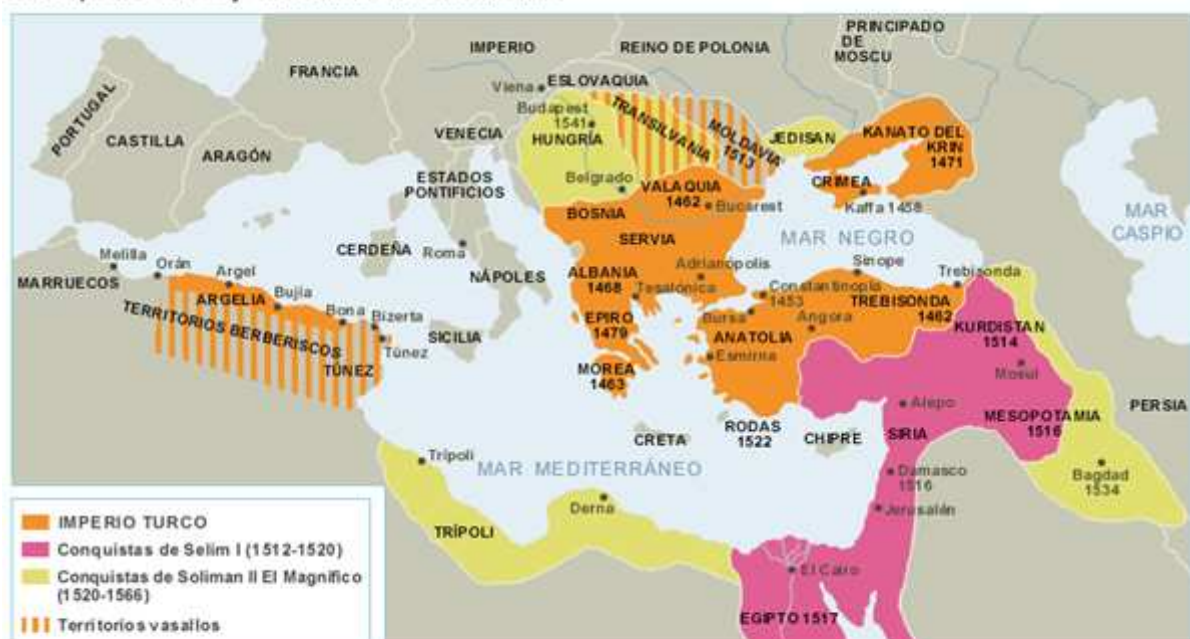 PRINCIPADO
DE
MOSCU
IMPERIO
REINO DE POLONIA
FRANCIA
Viena
ESLOVAQUIA
Budapest
1541
HUNGRÍA
TRANSILVANIA
MOLDAVIA
1513
JEDISAN
KANATO DEL
KRIN
1471
PORTUGAL
CASTILLA
ARAGÓN
VENECIA
ESTADOS
PONTIFICIOS
Belgrado
VALAQUIA
1462
Bucarest
CRIMEA
Kaffa 1458
BOSNIA
SERVIA
MAR NEGRO
MAR
CASPIO
CERDEÑA
Roma
NÁPOLES
Melilla
MARRUECOS
Orán
Argel
ARGELIA
Bujía
Bona
Bizerta
TERRITORIOS BERBERISCOS
Túnez
TÚNEZ
SICILIA
ALBANIA
1468
Tesalónica
Adrianópolis
Constantinopla
1453
Sinope
Trebisonda
TREBISONDA
1462
EPIRO
1479
Bursa
ANATOLIA
Angora
KURDISTAN
1514
Mosul
MOREA
1463
Esmirna
RODAS
1522
CRETA
CHIPRE
Alepo
SIRIA
MESOPOTAMIA
1516
PERSIA
MAR MEDITERRÁNEO
Trípoli
Derna
TRÍPOLI
Damasco
1516
Jerusalén
Bagdad
1534
El Cairo
EGIPTO 1517
IMPERIO TURCO
Conquistas de Selim I (1512-1520)
Conquistas de Soliman II El Magnífico
(1520-1566)
Territorios vasallos